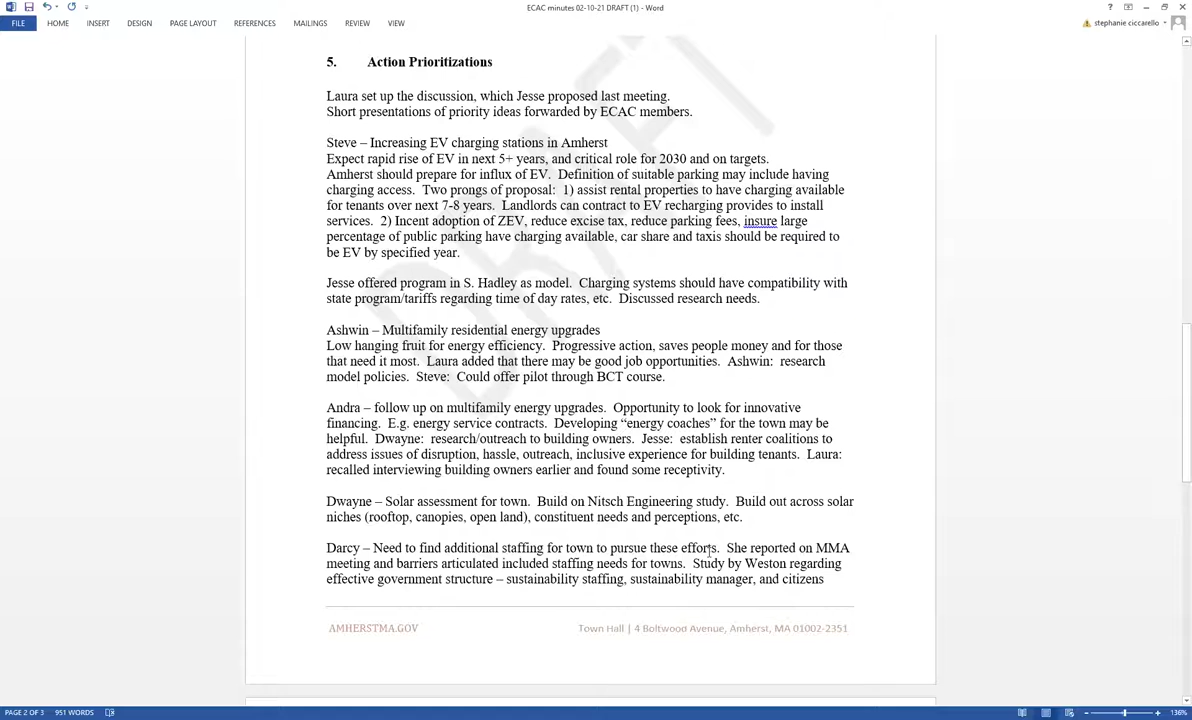 ECAC minutes 02-10-21 DRAFT (1) - Word
FILE HOME INSERT DESIGN PAGE LAYOUT REFERENCES MAILINGS REVIEW VIEW
stephanie ciccarello
DRAFT
5. Action Prioritizations
Laura set up the discussion, which Jesse proposed last meeting.
Short presentations of priority ideas forwarded by ECAC members.
Steve – Increasing EV charging stations in Amherst
Expect rapid rise of EV in next 5+ years, and critical role for 2030 and on targets.
Amherst should prepare for influx of EV. Definition of suitable parking may include having
charging access. Two prongs of proposal: 1) assist rental properties to have charging available
for tenants over next 7-8 years. Landlords can contract to EV recharging provides to install
services. 2) Incent adoption of ZEV, reduce excise tax, reduce parking fees, insure large
percentage of public parking have charging available, car share and taxis should be required to
be EV by specified year.
Jesse offered program in S. Hadley as model. Charging systems should have compatibility with
state program/tariffs regarding time of day rates, etc. Discussed research needs.
Ashwin – Multifamily residential energy upgrades
Low hanging fruit for energy efficiency. Progressive action, saves people money and for those
that need it most. Laura added that there may be good job opportunities. Ashwin: research
model policies. Steve: Could offer pilot through BCT course.
Andra – follow up on multifamily energy upgrades. Opportunity to look for innovative
financing. E.g. energy service contracts. Developing “energy coaches” for the town may be
helpful. Dwayne: research/outreach to building owners. Jesse: establish renter coalitions to
address issues of disruption, hassle, outreach, inclusive experience for building tenants. Laura:
recalled interviewing building owners earlier and found some receptivity.
Dwayne – Solar assessment for town. Build on Nitsch Engineering study. Build out across solar
niches (rooftop, canopies, open land), constituent needs and perceptions, etc.
Darcy – Need to find additional staffing for town to pursue these efforts. She reported on MMA
meeting and barriers articulated included staffing needs for towns. Study by Weston regarding
effective government structure – sustainability staffing, sustainability manager, and citizens
AMHERSTMA.GOV Town Hall | 4 Boltwood Avenue, Amherst, MA 01002-2351
PAGE 2 OF 3 951 WORDS 136%